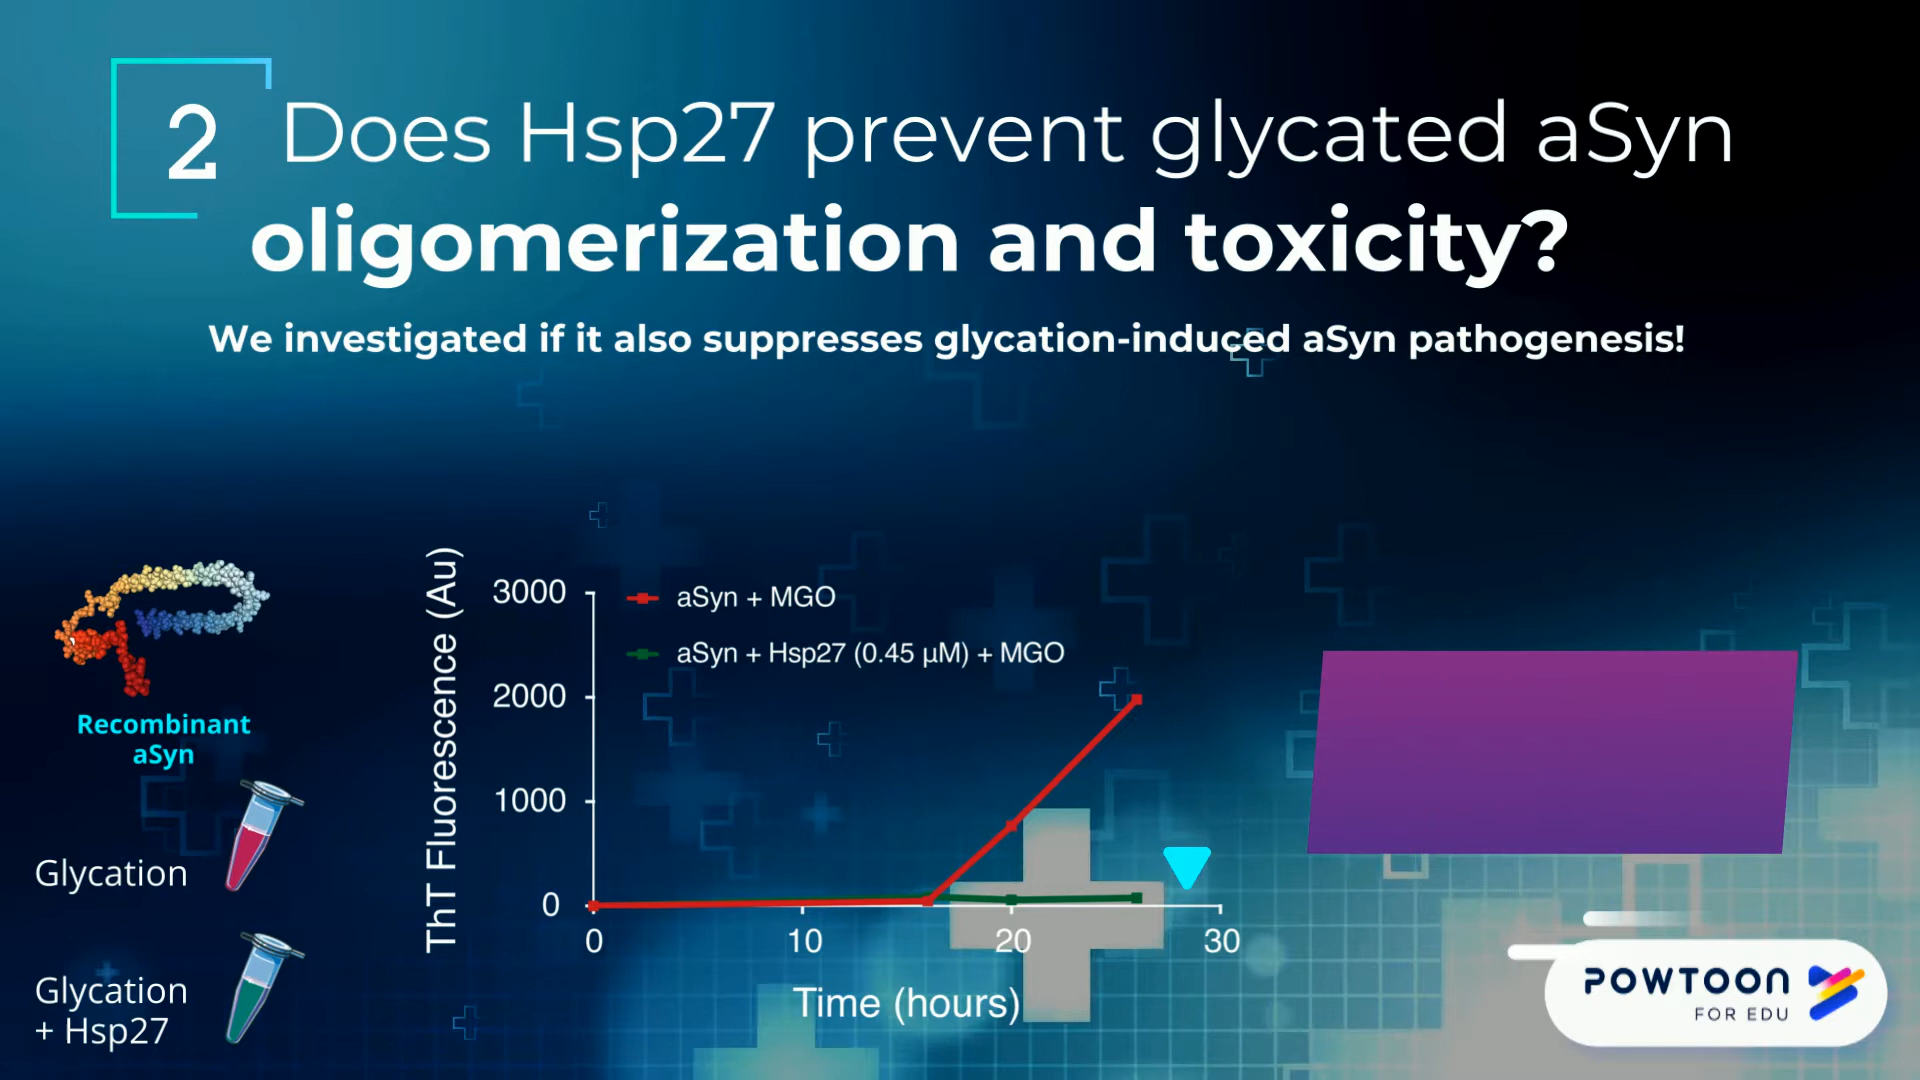 2 Does Hsp27 prevent glycated aSyn
oligomerization and toxicity?
We investigated if it also suppresses glycation-induced aSyn pathogenesis!
Recombinant
aSyn
Glycation
Glycation
+ Hsp27
ThT Fluorescence (Au)
3000
2000
1000
0
aSyn + MGO
aSyn + Hsp27 (0.45 µM) + MGO
0 10 20 30
Time (hours)
POWTOON
FOR EDU